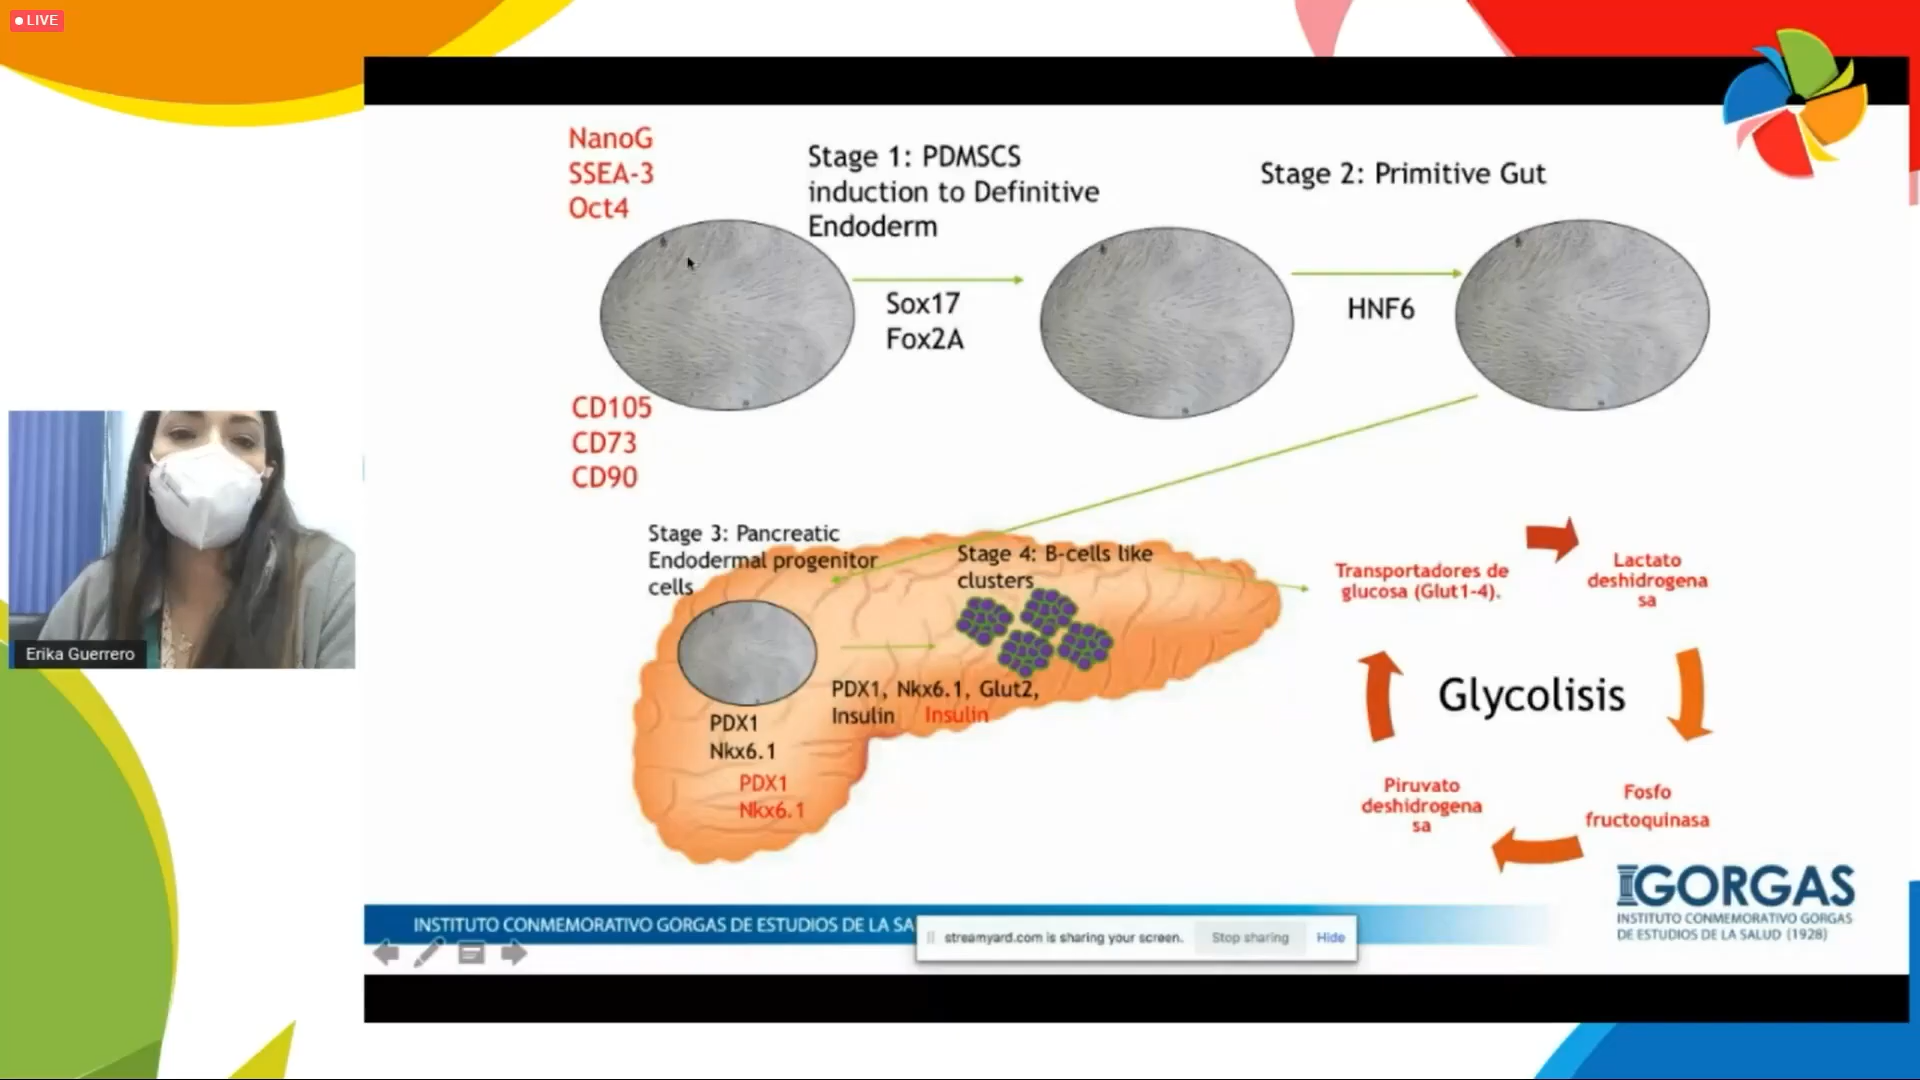 LIVE
NanoG
SSEA-3
Oct4
Stage 1: PDMSCS
induction to Definitive
Endoderm
Stage 2: Primitive Gut
Sox17
Fox2A
HNF6
CD105
CD73
CD90
Stage 3: Pancreatic
Endodermal progenitor
cells
Stage 4: B-cells like
clusters
PDX1
Nkx6.1
PDX1
Nkx6.1
PDX1, Nkx6.1, Glut2,
Insulin Insulin
Transportadores de
glucosa (Glut1-4).
Lactato
deshidrogena
sa
Glycolisis
Piruvato
deshidrogena
sa
Fosfo
fructoquinasa
Erika Guerrero
INSTITUTO CONMEMORATIVO GORGAS DE ESTUDIOS DE LA SA
streamyard.com is sharing your screen. Stop sharing Hide
IGORGAS
INSTITUTO CONMEMORATIVO GORGAS
DE ESTUDIOS DE LA SALUD (1928)